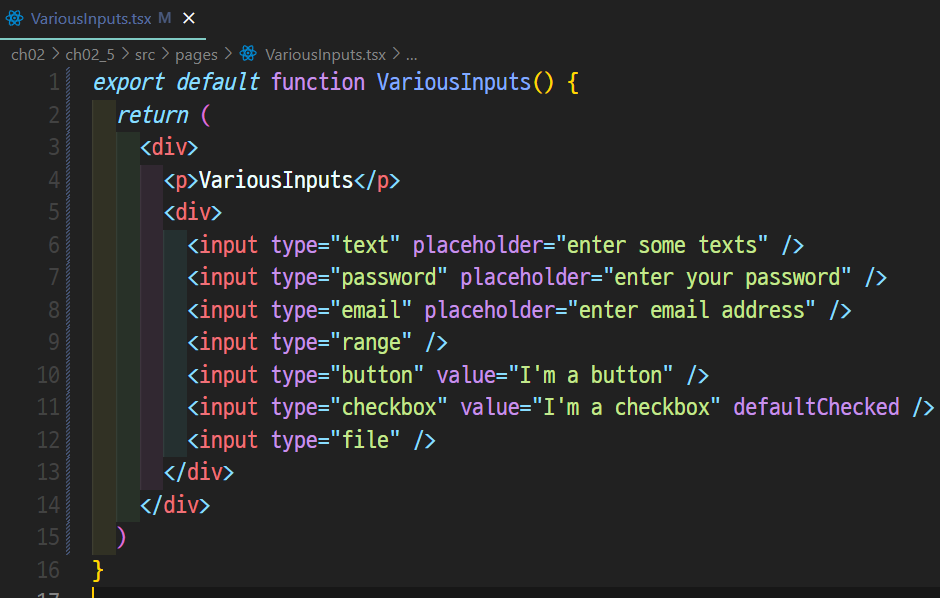 VariousInputs.tsx M ×
ch02 > ch02_5 > src > pages > VariousInputs.tsx > ...
1 export default function VariousInputs() {
2 return (
3 <div>
4 <p>VariousInputs</p>
5 <div>
6 <input type="text" placeholder="enter some texts" />
7 <input type="password" placeholder="enter your password" />
8 <input type="email" placeholder="enter email address" />
9 <input type="range" />
10 <input type="button" value="I'm a button" />
11 <input type="checkbox" value="I'm a checkbox" defaultChecked />
12 <input type="file" />
13 </div>
14 </div>
15 )
16 }
17